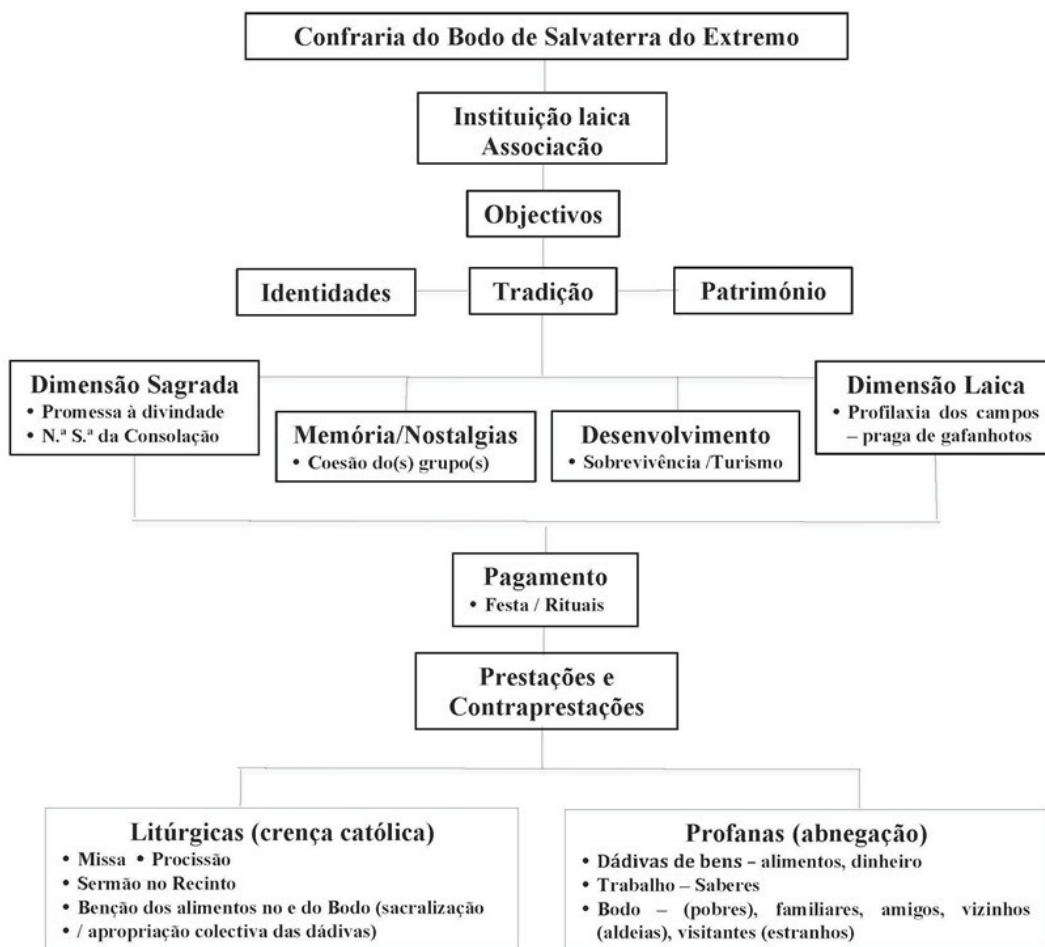 Confraria do Bodo de Salvaterra do Extremo
Instituição laica
Associacão
Objectivos
Identidades
Tradição
Património
Dimensão Sagrada
• Promessa à divindade
• N.ª S.ª da Consolação
Memória/Nostalgias
• Coesão do(s) grupo(s)
Desenvolvimento
• Sobrevivência /Turismo
Dimensão Laica
• Profilaxia dos campos
– praga de gafanhotos
Pagamento
• Festa / Rituais
Prestações e
Contraprestações
Litúrgicas (crença católica)
• Missa • Procissão
• Sermão no Recinto
• Benção dos alimentos no e do Bodo (sacralização
• / apropriação colectiva das dádivas)
Profanas (abnegação)
• Dádivas de bens – alimentos, dinheiro
• Trabalho – Saberes
• Bodo – (pobres), familiares, amigos, vizinhos
(aldeias), visitantes (estranhos)